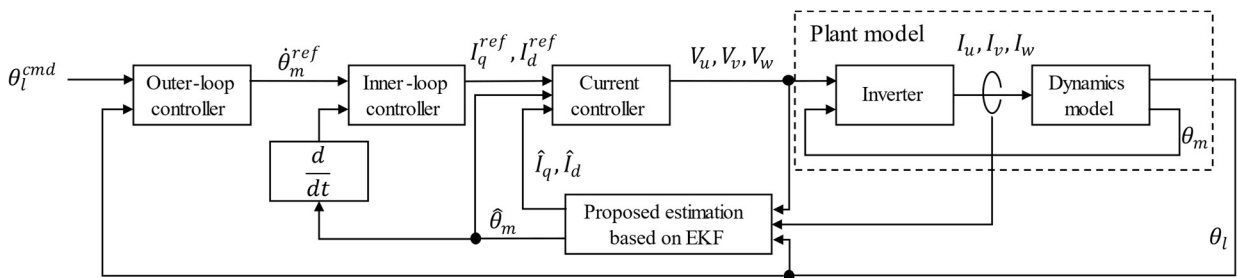 Plant model
θ_l^{cmd}
Outer-loop
controller
θ̇_m^{ref}
Inner-loop
controller
I_q^{ref}, I_d^{ref}
Current
controller
V_u, V_v, V_w
Inverter
I_u, I_v, I_w
Dynamics
model
θ_m
d
dt
Î_q, Î_d
θ̂_m
Proposed estimation
based on EKF
θ_l